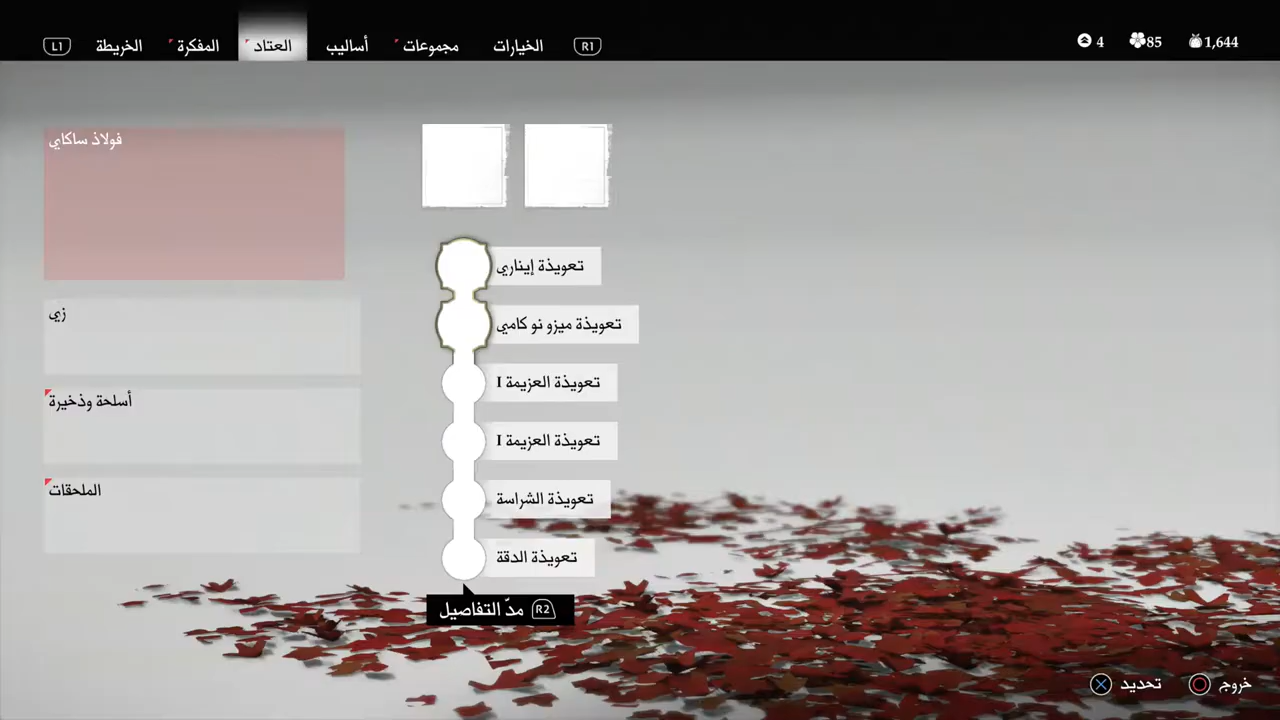 L1 الخريطة المفكرة العتاد أساليب مجموعات الخيارات R1
4 85 1,644
فولاذ ساكاي
زي
أسلحة وذخيرة
الملحقات
تعويذة إيناري
تعويذة ميزو نو كامي
تعويذة العزيمة I
تعويذة العزيمة I
تعويذة الشراسة
تعويذة الدقة
مدّ التفاصيل R2
تحديد
خروج